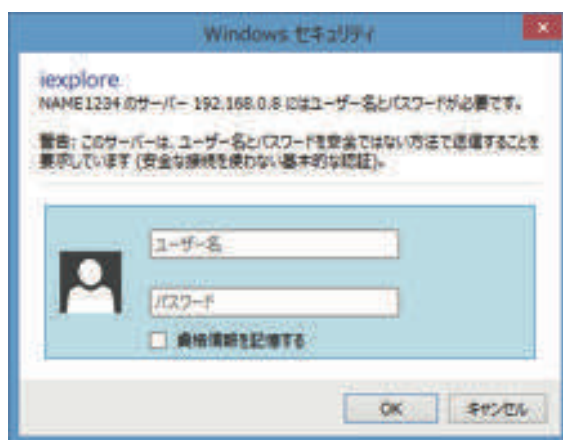 Windows セキュリティ
iexplore
NAME1234 のサーバー 192.168.0.8 にはユーザー名とパスワードが必要です。
警告: このサーバーは、ユーザー名とパスワードを安全ではない方法で送信することを
要求しています (安全な接続を使わない基本的な認証)。
ユーザー名
パスワード
資格情報を記憶する
OK キャンセル